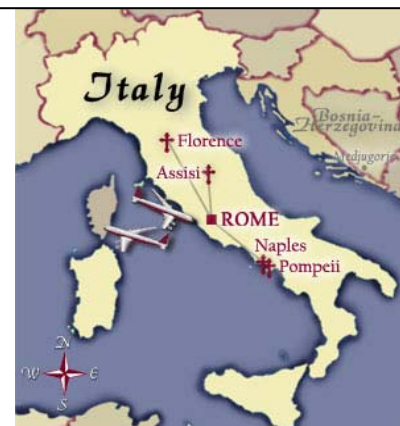 Italy
Bosnia-
Herzegovina
Florence
Medjugorje
Assisi
ROME
Naples
Pompeii
N
W E
S